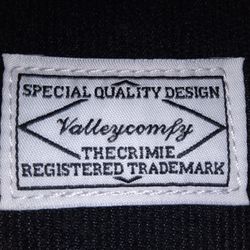 SPECIAL QUALITY DESIGN
Valleycomfy
THECRIMIE
REGISTERED TRADEMARK